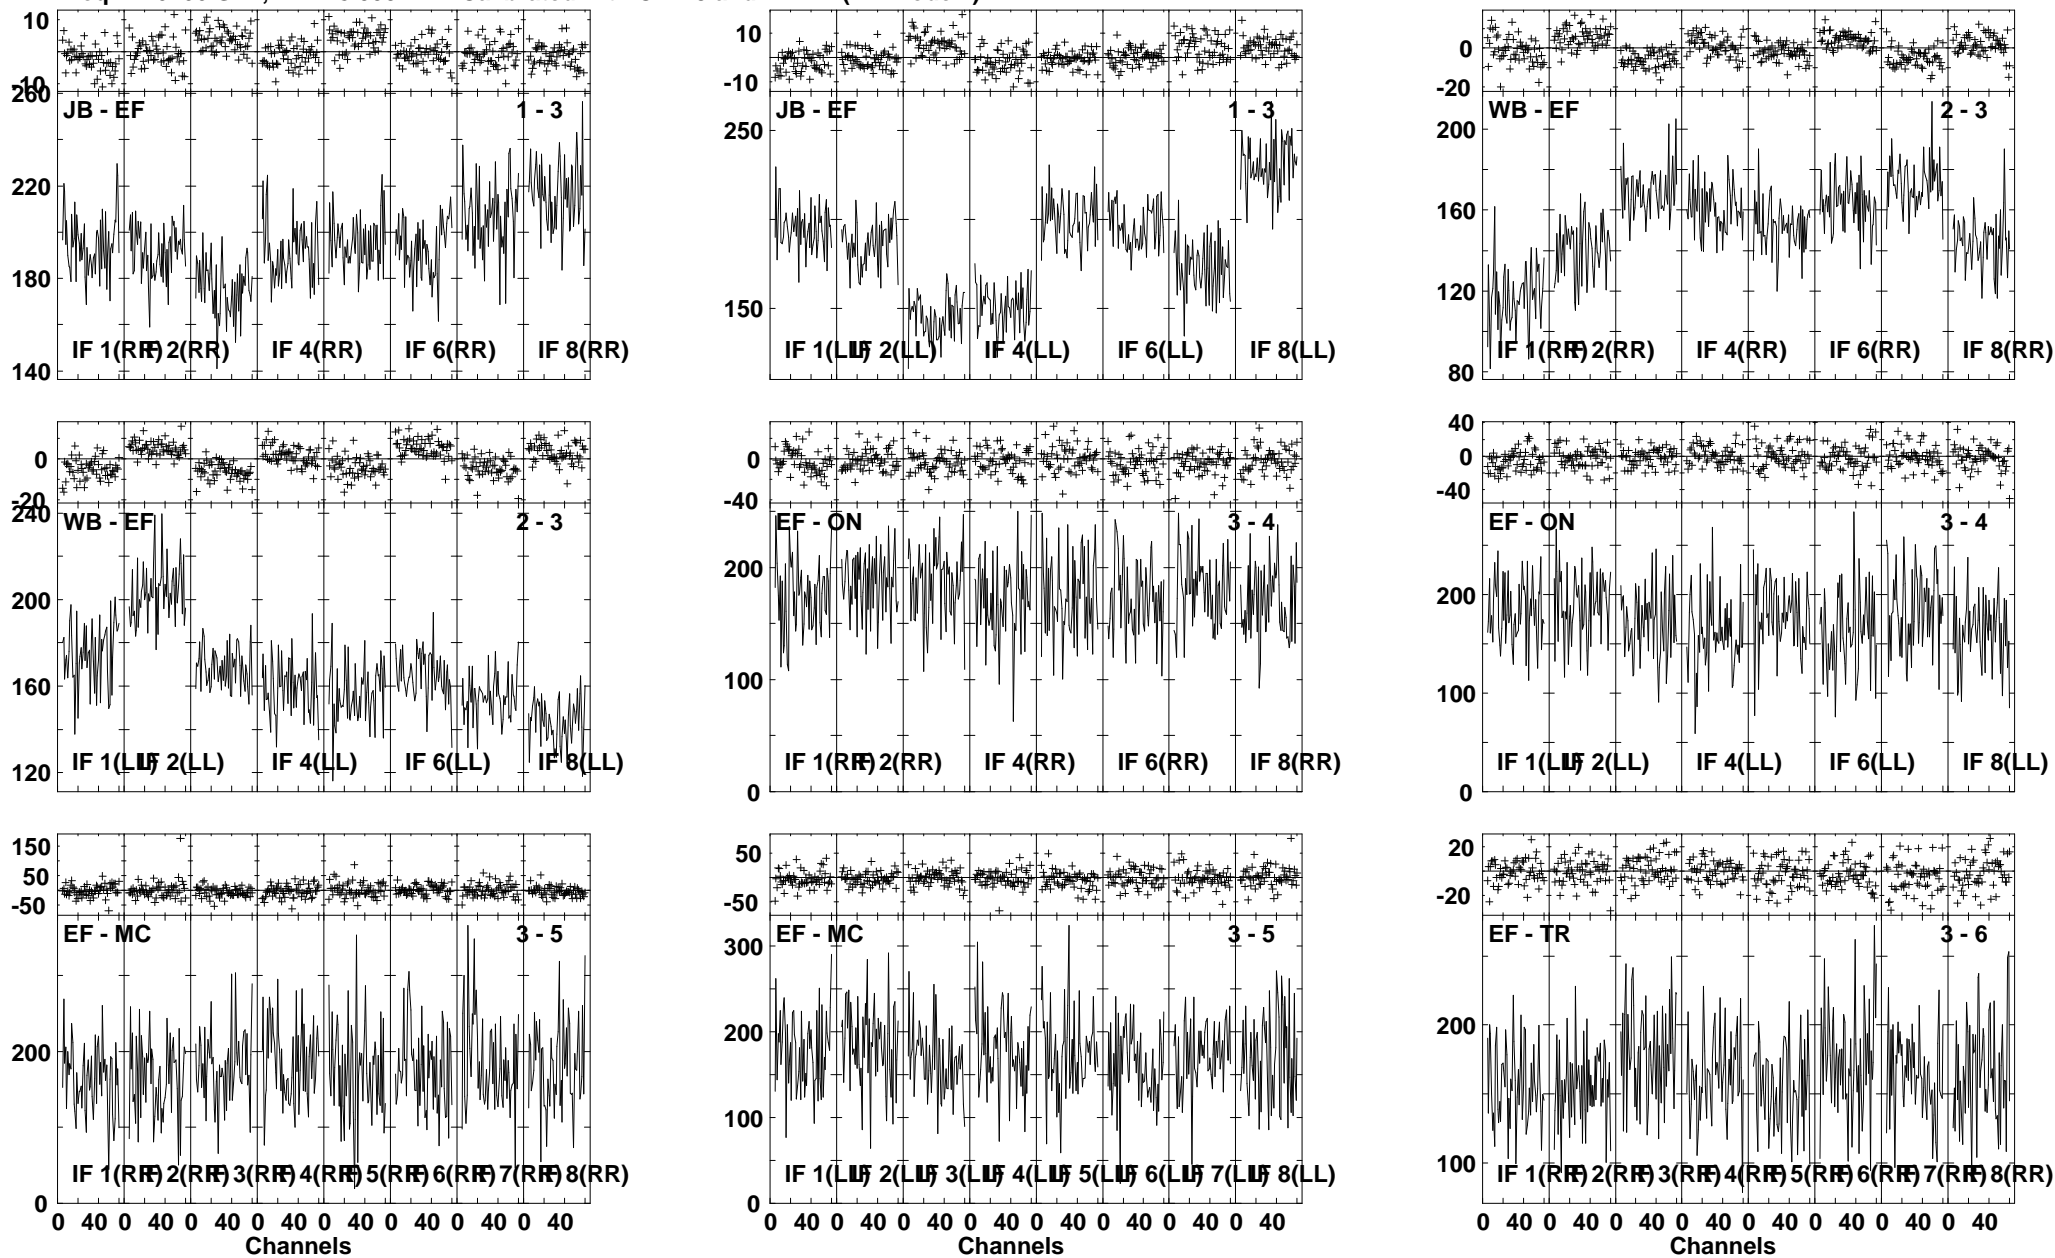 10
10
260
JB - EF
1 - 3
220
180
140
IF 1(RR) IF 2(RR) IF 4(RR) IF 6(RR) IF 8(RR)
10
-10
JB - EF
1 - 3
250
150
IF 1(LL) IF 2(LL) IF 4(LL) IF 6(LL) IF 8(LL)
0
-20
WB - EF
2 - 3
200
160
120
80
IF 1(RR) IF 2(RR) IF 4(RR) IF 6(RR) IF 8(RR)
0
-20
240
WB - EF
2 - 3
200
160
120
IF 1(LL) IF 2(LL) IF 4(LL) IF 6(LL) IF 8(LL)
0
-40
EF - ON
3 - 4
200
100
0
IF 1(RR) IF 2(RR) IF 4(RR) IF 6(RR) IF 8(RR)
40
0
-40
EF - ON
3 - 4
200
100
0
IF 1(LL) IF 2(LL) IF 4(LL) IF 6(LL) IF 8(LL)
150
50
-50
EF - MC
3 - 5
200
0
IF 1(RR) IF 2(RR) IF 3(RR) IF 4(RR) IF 5(RR) IF 6(RR) IF 7(RR) IF 8(RR)
0 40 0 40 0 40 0 40 0 40 0 40 0 40 0 40
Channels
50
-50
EF - MC
3 - 5
300
200
100
0
IF 1(LL) IF 2(LL) IF 3(LL) IF 4(LL) IF 5(LL) IF 6(LL) IF 7(LL) IF 8(LL)
0 40 0 40 0 40 0 40 0 40 0 40 0 40 0 40
Channels
20
-20
EF - TR
3 - 6
200
100
IF 1(RR) IF 2(RR) IF 3(RR) IF 4(RR) IF 5(RR) IF 6(RR) IF 7(RR) IF 8(RR)
0 40 0 40 0 40 0 40 0 40 0 40 0 40 0 40